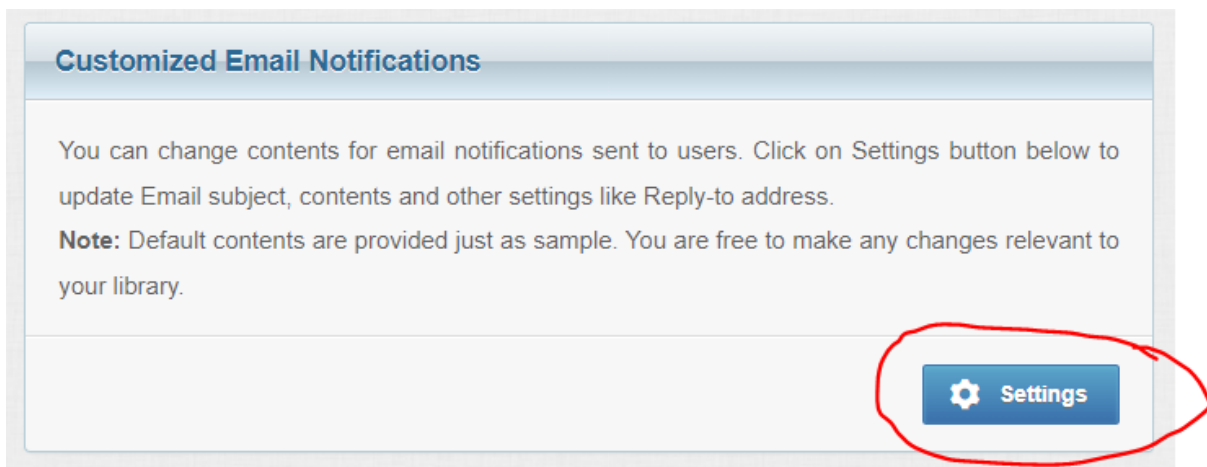 Customized Email Notifications
You can change contents for email notifications sent to users. Click on Settings button below to
update Email subject, contents and other settings like Reply-to address.
Note: Default contents are provided just as sample. You are free to make any changes relevant to
your library.
Settings